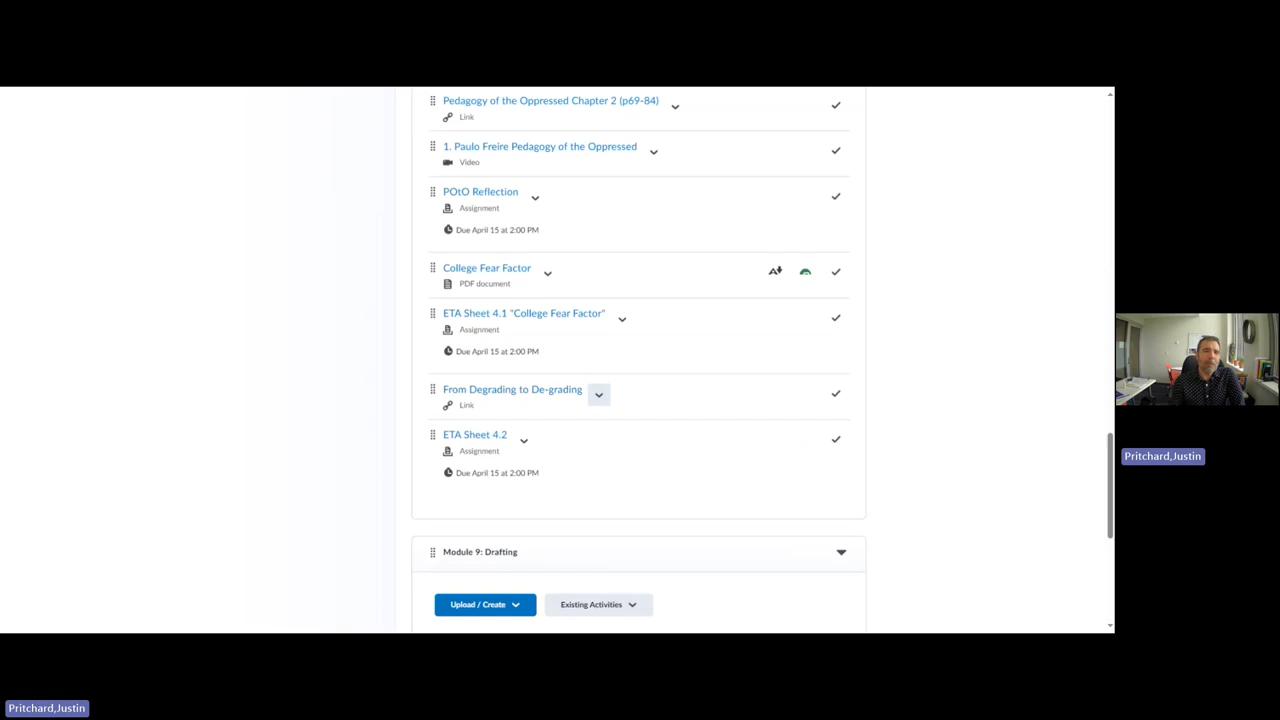 Pedagogy of the Oppressed Chapter 2 (p69-84)
Link
1. Paulo Freire Pedagogy of the Oppressed
Video
POtO Reflection
Assignment
Due April 15 at 2:00 PM
College Fear Factor
PDF document
ETA Sheet 4.1 "College Fear Factor"
Assignment
Due April 15 at 2:00 PM
From Degrading to De-grading
Link
ETA Sheet 4.2
Assignment
Due April 15 at 2:00 PM
Module 9: Drafting
Upload / Create
Existing Activities
Pritchard,Justin
Pritchard,Justin